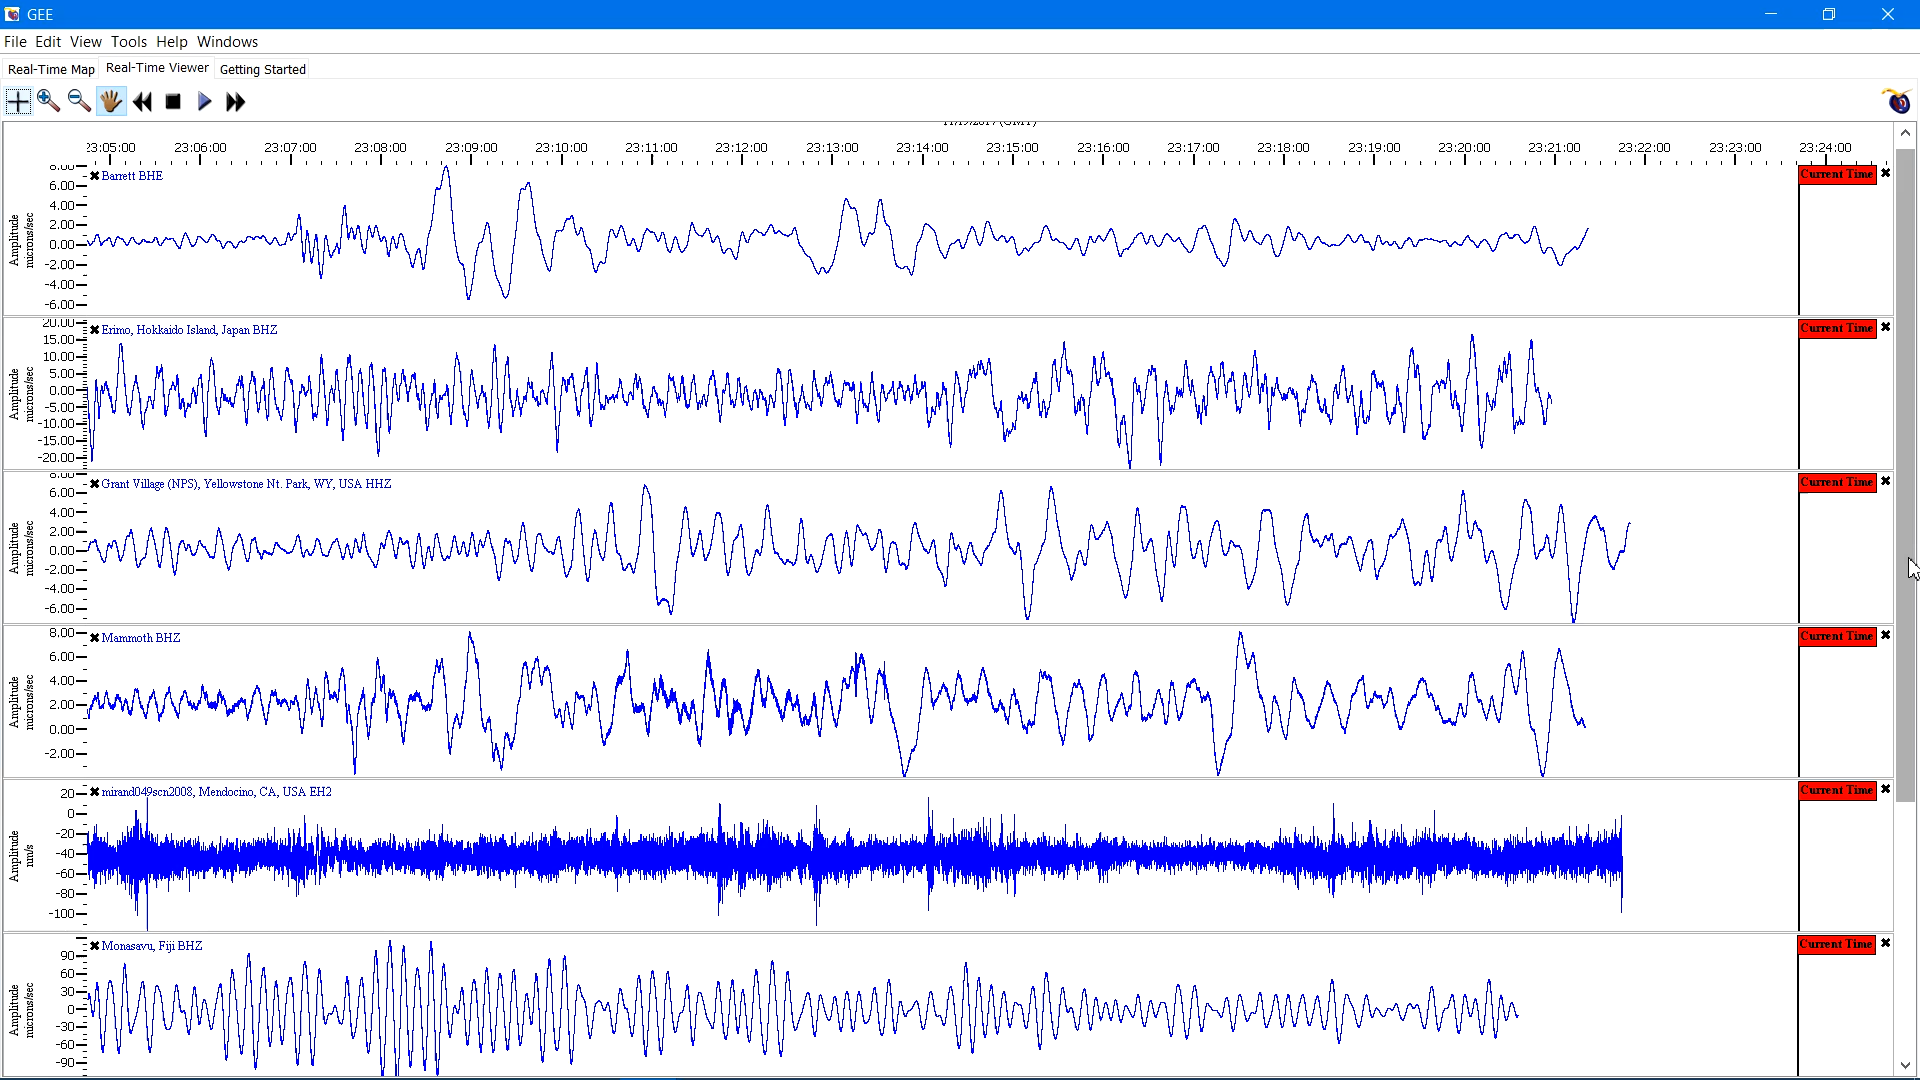 GEE
File Edit View Tools Help Windows
Real-Time Map Real-Time Viewer Getting Started
23:05:00 23:06:00 23:07:00 23:08:00 23:09:00 23:10:00 23:11:00 23:12:00 23:13:00 23:14:00 23:15:00 23:16:00 23:17:00 23:18:00 23:19:00 23:20:00 23:21:00 23:22:00 23:23:00 23:24:00
Barrett BHE
Current Time
8.00
6.00
4.00
2.00
0.00
-2.00
-4.00
-6.00
Amplitude
microns/sec
Erimo, Hokkaido Island, Japan BHZ
Current Time
20.00
15.00
10.00
5.00
0.00
-5.00
-10.00
-15.00
-20.00
Amplitude
microns/sec
Grant Village (NPS), Yellowstone Nt. Park, WY, USA HHZ
Current Time
8.00
6.00
4.00
2.00
0.00
-2.00
-4.00
-6.00
Amplitude
microns/sec
Mammoth BHZ
Current Time
8.00
6.00
4.00
2.00
0.00
-2.00
Amplitude
microns/sec
mirand049scn2008, Mendocino, CA, USA EH2
Current Time
20
0
-20
-40
-60
-80
-100
Amplitude
nm/s
Monasavu, Fiji BHZ
Current Time
90
60
30
0
-30
-60
-90
Amplitude
microns/sec